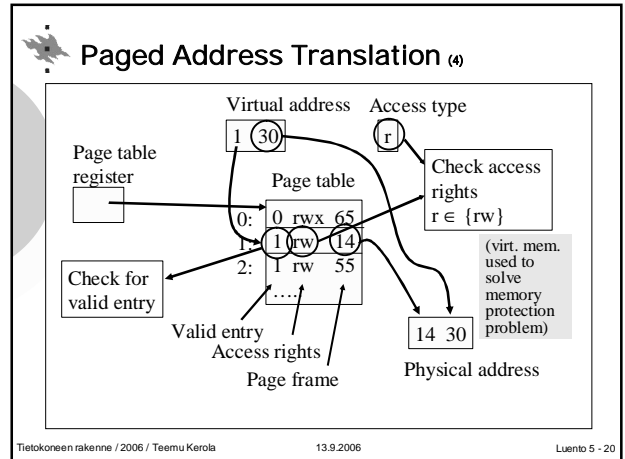 Paged Address Translation (4)
Virtual address
Access type
1 30
r
Page table
register
Check access
rights
r ∈ {rw}
Page table
0: 0 rwx 65
1: 1 rw 14
2: 1 rw 55
.....
Check for
valid entry
(virt. mem.
used to
solve
memory
protection
problem)
Valid entry
Access rights
Page frame
14 30
Physical address
Tietokoneen rakenne / 2006 / Teemu Kerola
13.9.2006
Luento 5 - 20